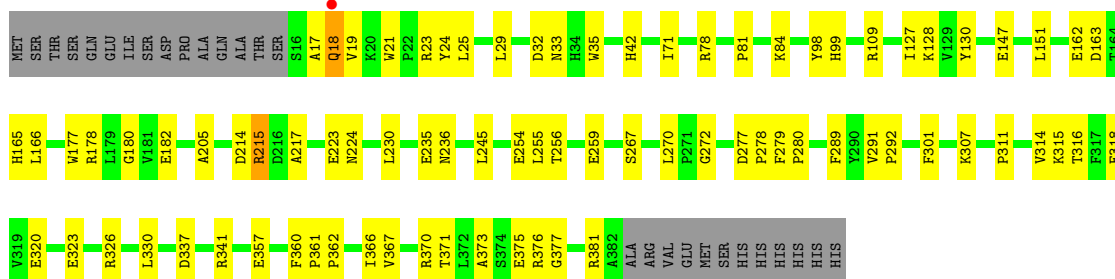 MET SER THR SER GLN GLU ILE SER ASP PRO ALA GLN ALA THR SER S16 A17 Q18 V19 K20 W21 P22 R23 Y24 L25 L29 D32 N33 H34 W35 H42 I71 R78 P81 K84 Y98 H99 R109 I127 K128 V129 Y130 E147 L151 E162 D163 T164
H165 L166 W177 R178 L179 G180 V181 E182 A205 D214 R215 D216 A217 E223 N224 L230 E235 N236 L245 E254 L255 T256 E259 S267 L270 P271 G272 D277 P278 F279 P280 F289 Y290 V291 P292 F301 K307 P311 V314 K315 T316 F317
V319 E320 E323 R326 L330 D337 R341 E357 F360 P361 P362 I366 V367 R370 T371 L372 A373 S374 E375 R376 G377 R381 A382 ALA ARG VAL GLU MET SER HIS HIS HIS HIS HIS HIS